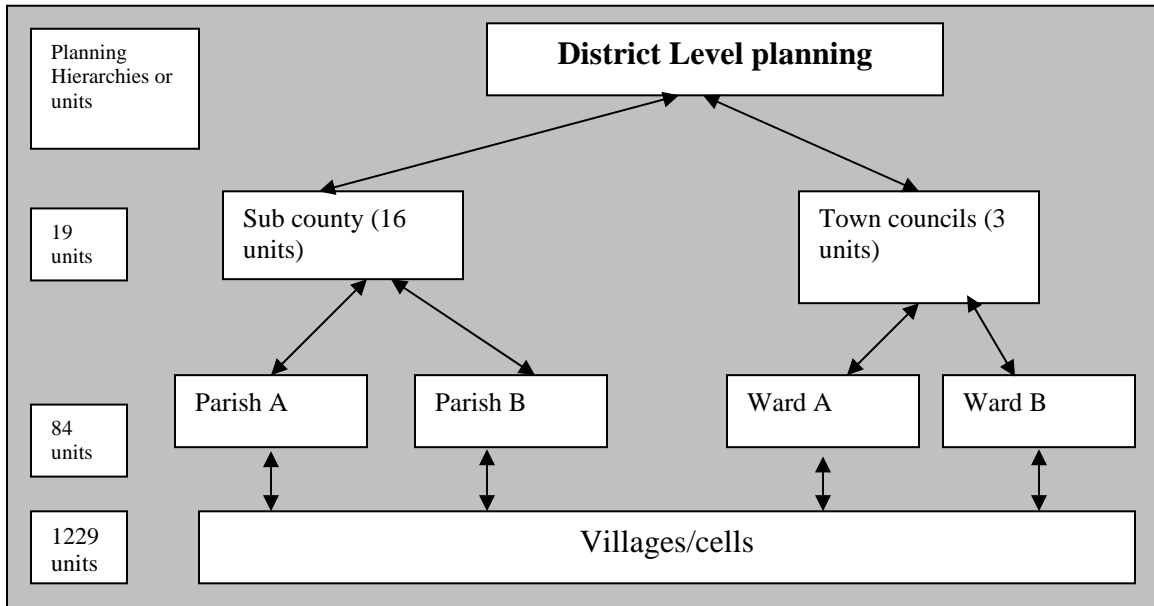 Planning
Hierarchies or
units
District Level planning
19
units
Sub county (16
units)
Town councils (3
units)
84
units
Parish A
Parish B
Ward A
Ward B
1229
units
Villages/cells